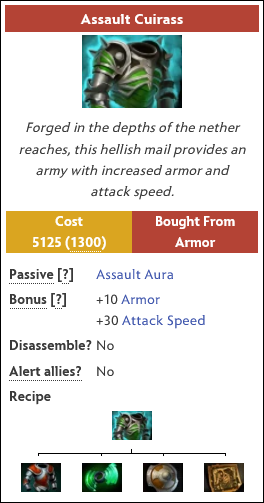 Assault Cuirass
Forged in the depths of the nether
reaches, this hellish mail provides an
army with increased armor and
attack speed.
Cost
5125 (1300)
Bought From
Armor
Passive [?] Assault Aura
Bonus [?] +10 Armor
+30 Attack Speed
Disassemble? No
Alert allies? No
Recipe